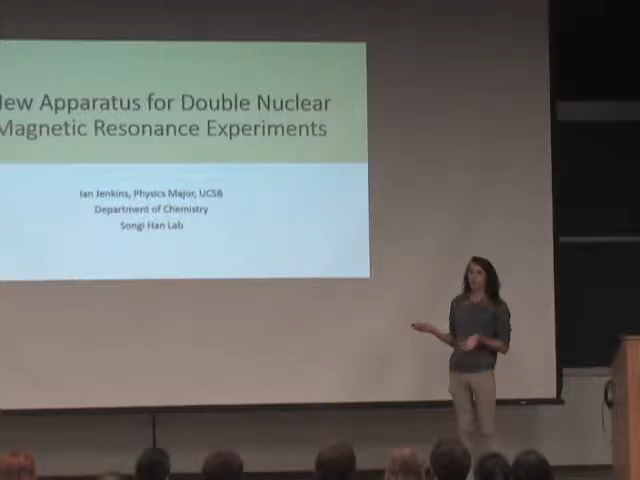 New Apparatus for Double Nuclear
Magnetic Resonance Experiments
Ian Jenkins, Physics Major, UCSB
Department of Chemistry
Songi Han Lab